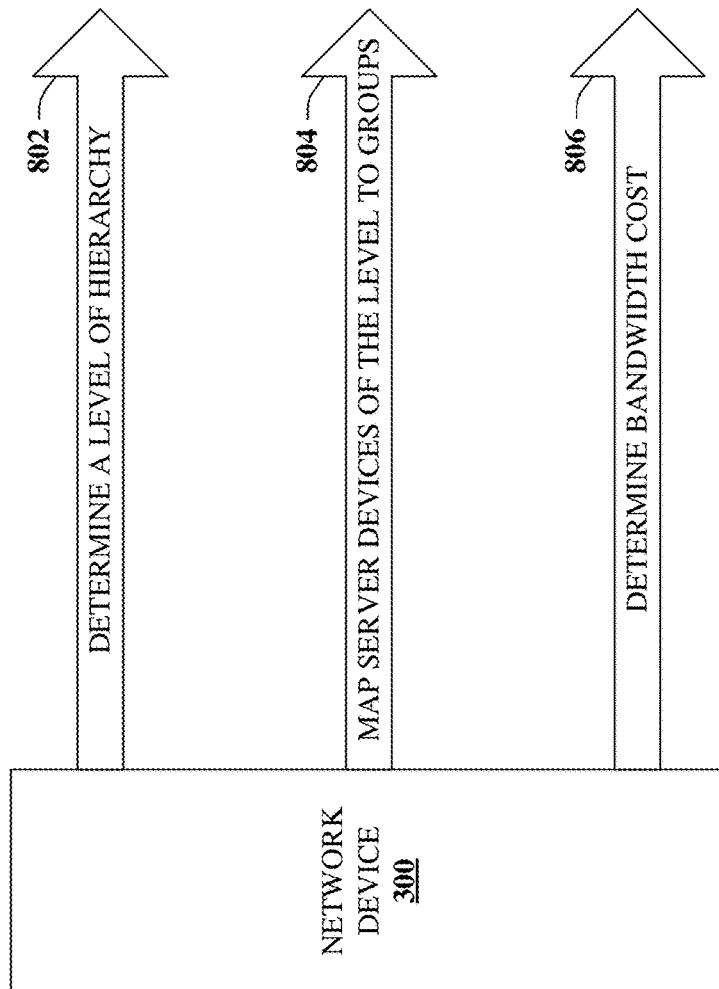 NETWORK
DEVICE
300
802
DETERMINE A LEVEL OF HIERARCHY
804
MAP SERVER DEVICES OF THE LEVEL TO GROUPS
806
DETERMINE BANDWIDTH COST